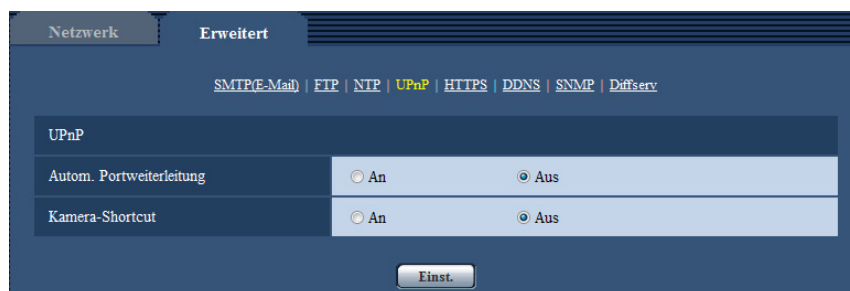 Netzwerk Erweitert
SMTP(E-Mail) | FTP | NTP | UPnP | HTTPS | DDNS | SNMP | Diffserv
UPnP
Autom. Portweiterleitung An Aus
Kamera-Shortcut An Aus
Einst.